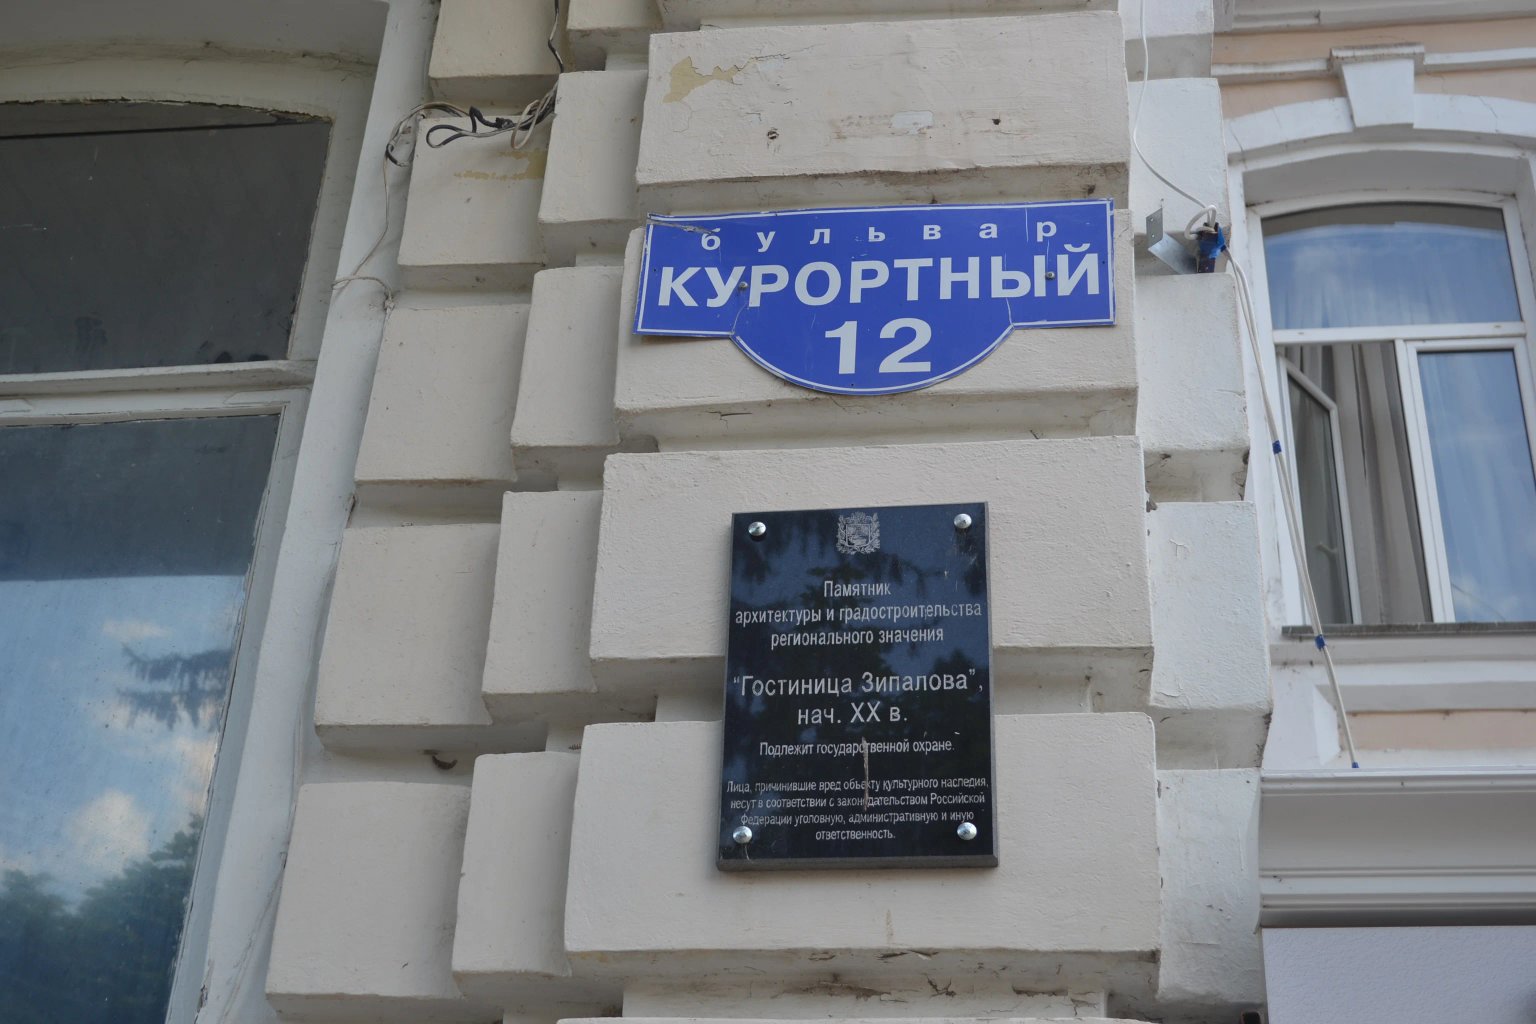 бульвар
КУРОРТНЫЙ
12
Памятник
архитектуры и градостроительства
регионального значения
"Гостиница Зипалова",
нач. XX в.
Подлежит государственной охране.
Лица, причинившие вред объекту культурного наследия,
несут в соответствии с законодательством Российской
Федерации уголовную, административную и иную
ответственность.